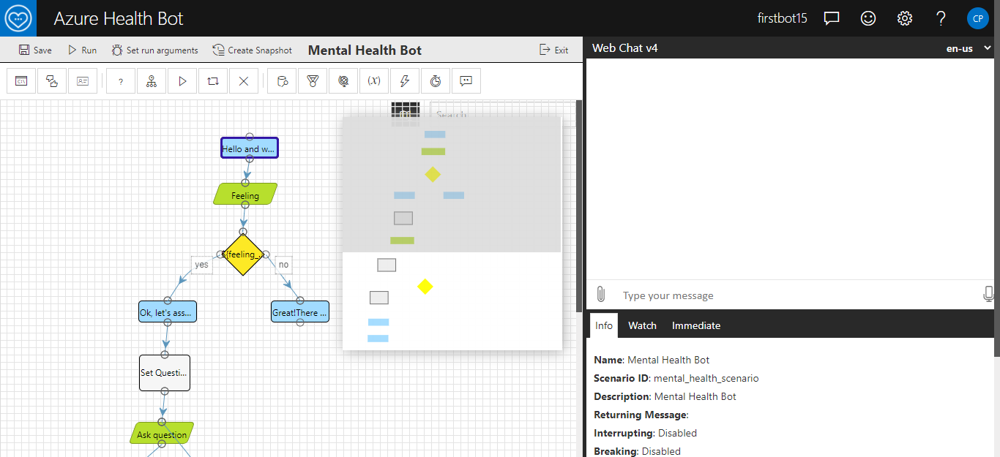 Azure Health Bot
firstbot15
?
CP
Save
Run
Set run arguments
Create Snapshot
Mental Health Bot
Exit
?
(x)
Search
Hello and w...
Feeling
${feeling_...
yes
no
Ok, let's ass...
Great!There ...
Set Questi...
Ask question
Web Chat v4
en-us
Type your message
Info
Watch
Immediate
Name: Mental Health Bot
Scenario ID: mental_health_scenario
Description: Mental Health Bot
Returning Message:
Interrupting: Disabled
Breaking: Disabled